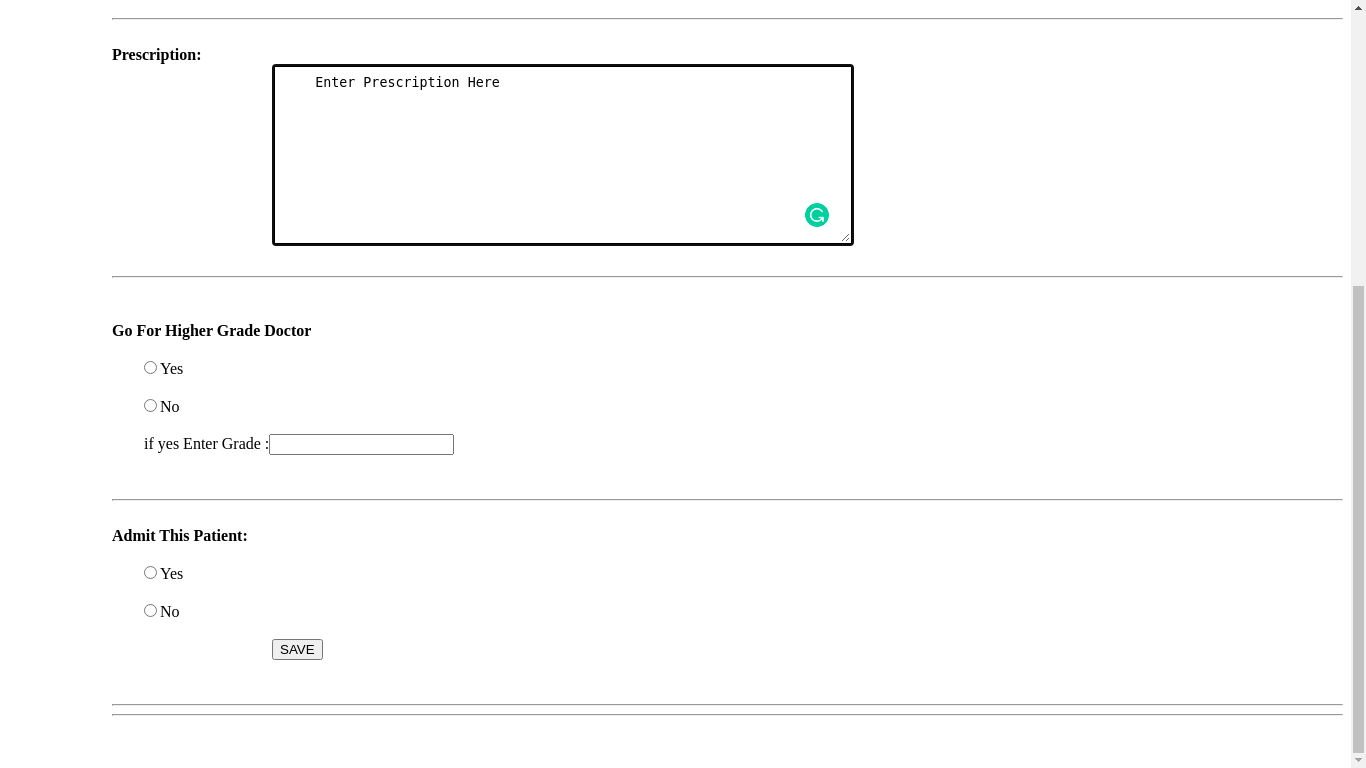 Prescription:
Enter Prescription Here
Go For Higher Grade Doctor
Yes
No
if yes Enter Grade :
Admit This Patient:
Yes
No
SAVE